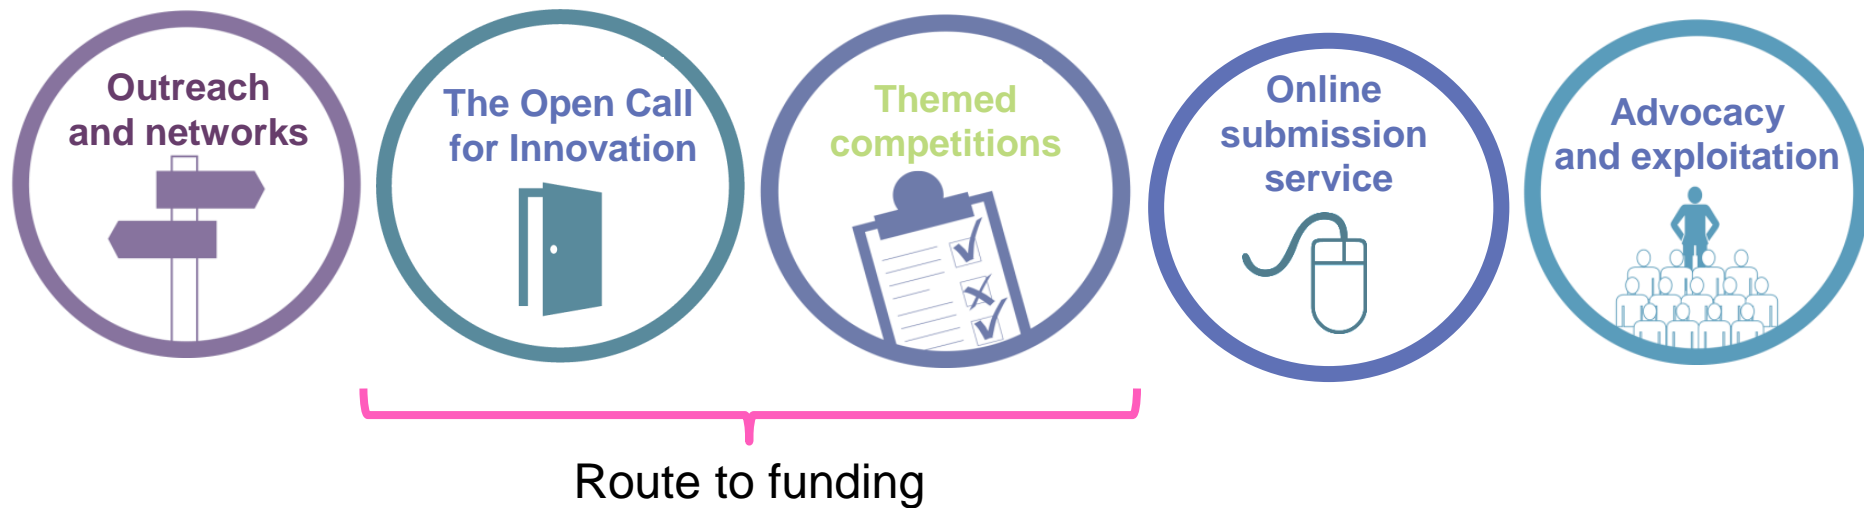 Outreach
and networks
The Open Call
for Innovation
Themed
competitions
Online
submission
service
Advocacy
and exploitation
Route to funding